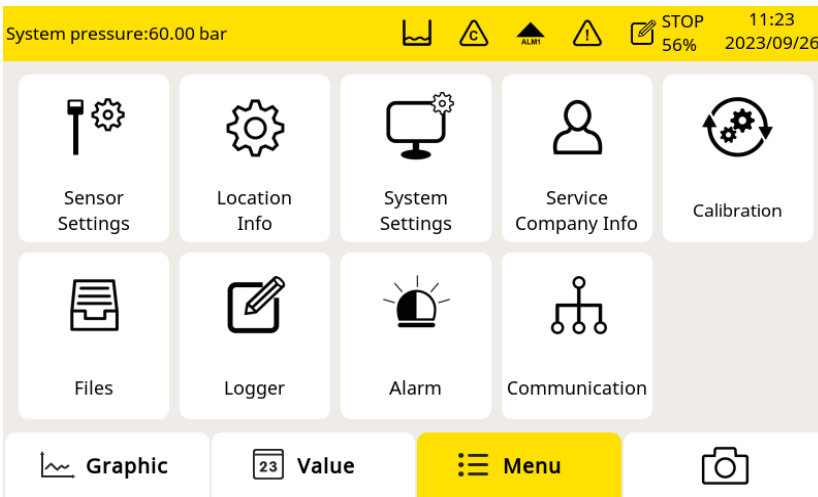 System pressure:60.00 bar
C
ALM1
STOP
56%
11:23
2023/09/26
Sensor
Settings
Location
Info
System
Settings
Service
Company Info
Calibration
Files
Logger
Alarm
Communication
Graphic
23
Value
Menu